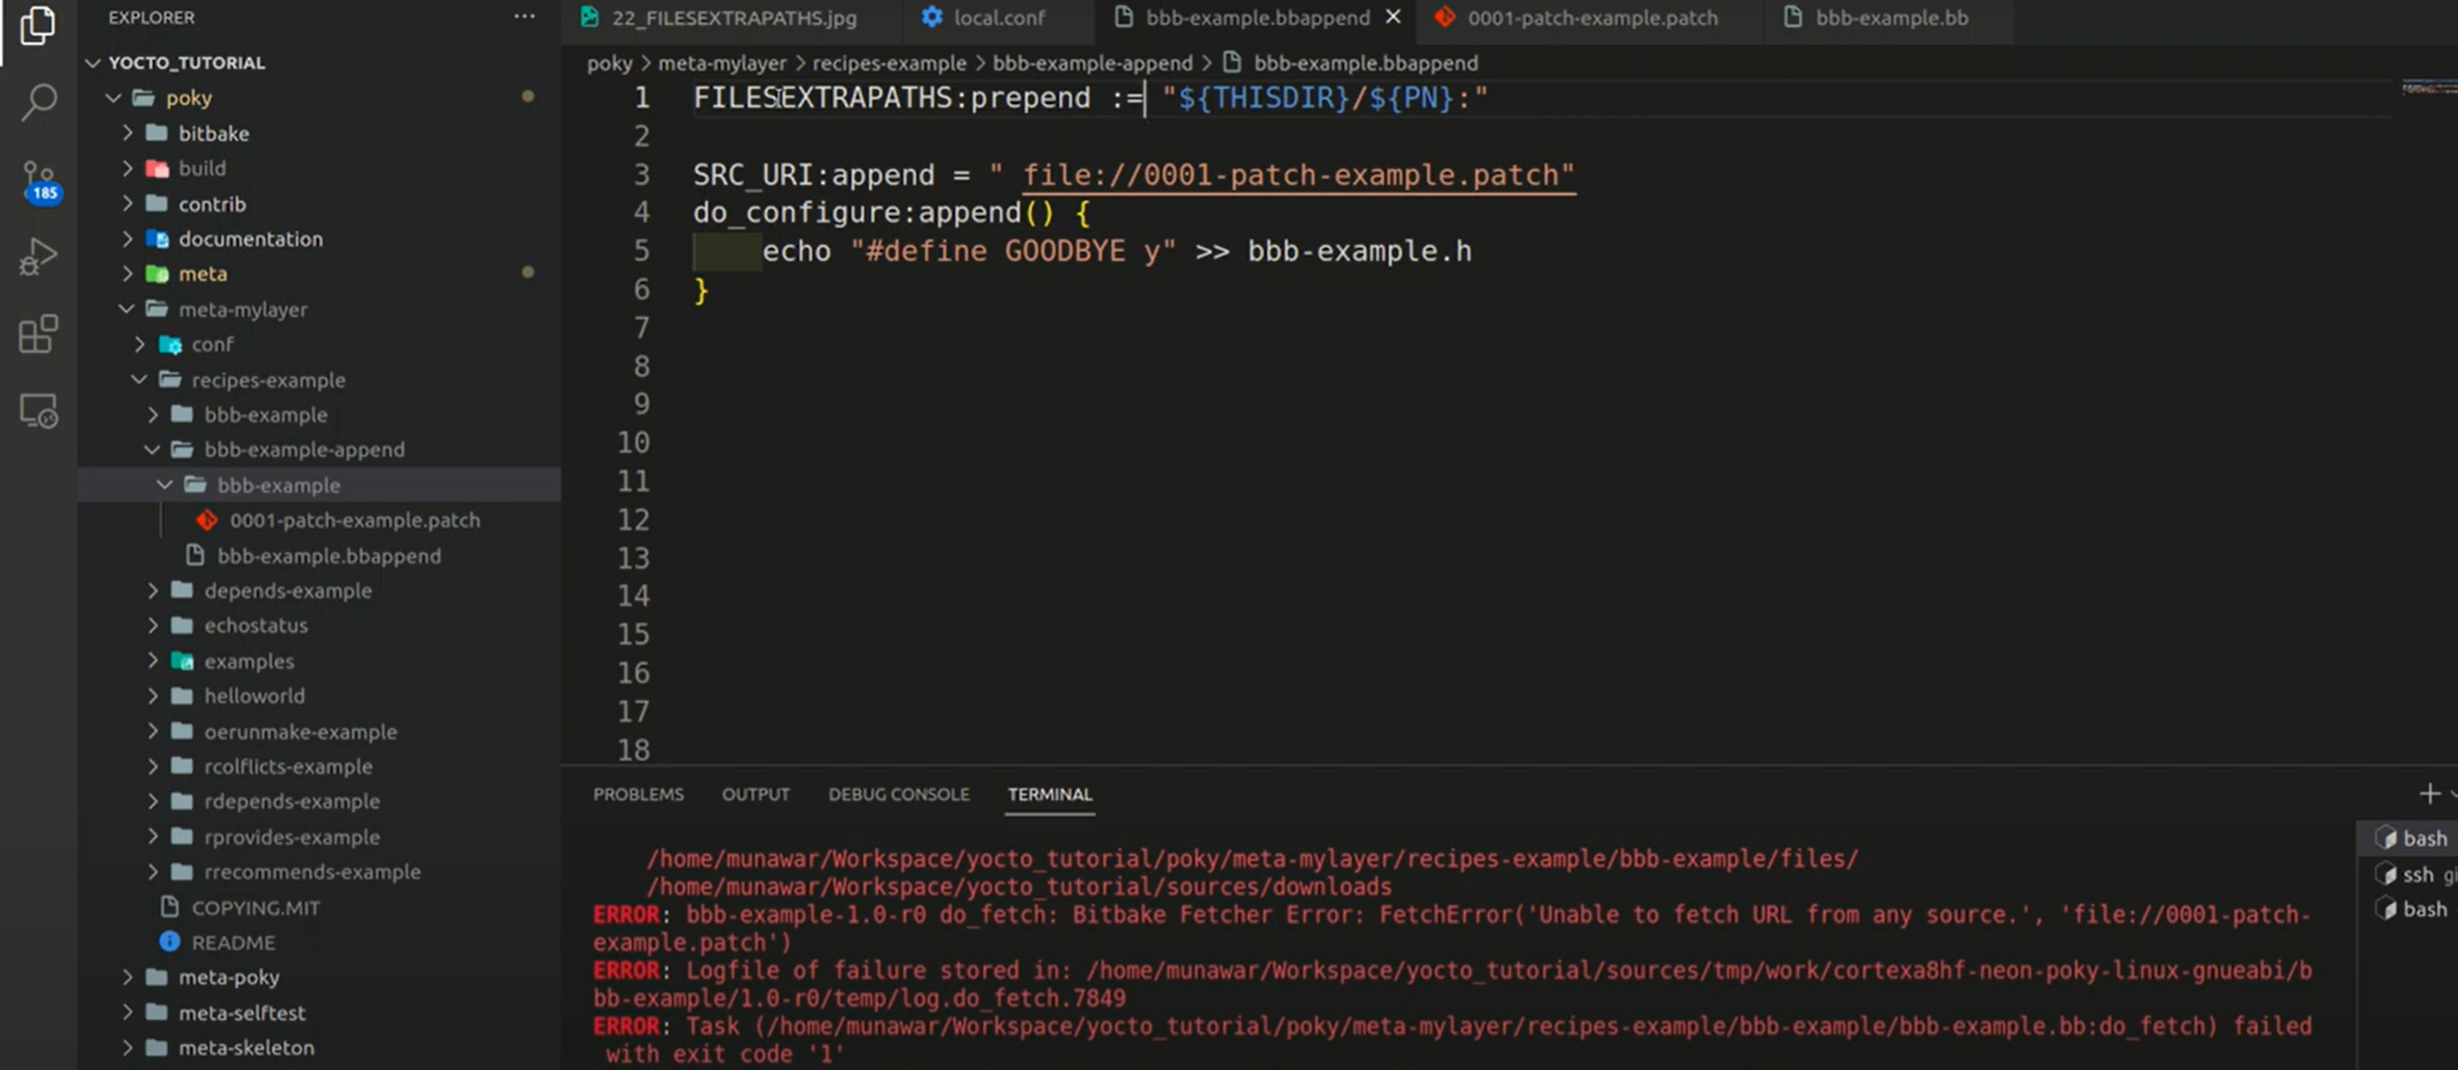 EXPLORER
YOCTO_TUTORIAL
poky
bitbake
build
contrib
documentation
meta
meta-mylayer
conf
recipes-example
bbb-example
bbb-example-append
bbb-example
0001-patch-example.patch
bbb-example.bbappend
depends-example
echostatus
examples
helloworld
oerunmake-example
rcolflicts-example
rdepends-example
rprovides-example
rrecommends-example
COPYING.MIT
README
meta-poky
meta-selftest
meta-skeleton
185
22_FILESEXTRAPATHS.jpg local.conf bbb-example.bbappend 0001-patch-example.patch bbb-example.bb
poky > meta-mylayer > recipes-example > bbb-example-append > bbb-example.bbappend
1 FILESEXTRAPATHS:prepend := "${THISDIR}/${PN}:"
2
3 SRC_URI:append = " file://0001-patch-example.patch"
4 do_configure:append() {
5 echo "#define GOODBYE y" >> bbb-example.h
6 }
7
8
9
10
11
12
13
14
15
16
17
18
PROBLEMS OUTPUT DEBUG CONSOLE TERMINAL
/home/munawar/Workspace/yocto_tutorial/poky/meta-mylayer/recipes-example/bbb-example/files/
/home/munawar/Workspace/yocto_tutorial/sources/downloads
ERROR: bbb-example-1.0-r0 do_fetch: Bitbake Fetcher Error: FetchError('Unable to fetch URL from any source.', 'file://0001-patch-
example.patch')
ERROR: Logfile of failure stored in: /home/munawar/Workspace/yocto_tutorial/sources/tmp/work/cortexa8hf-neon-poky-linux-gnueabi/b
bb-example/1.0-r0/temp/log.do_fetch.7849
ERROR: Task (/home/munawar/Workspace/yocto_tutorial/poky/meta-mylayer/recipes-example/bbb-example/bbb-example.bb:do_fetch) failed
with exit code '1'
bash
ssh
bash